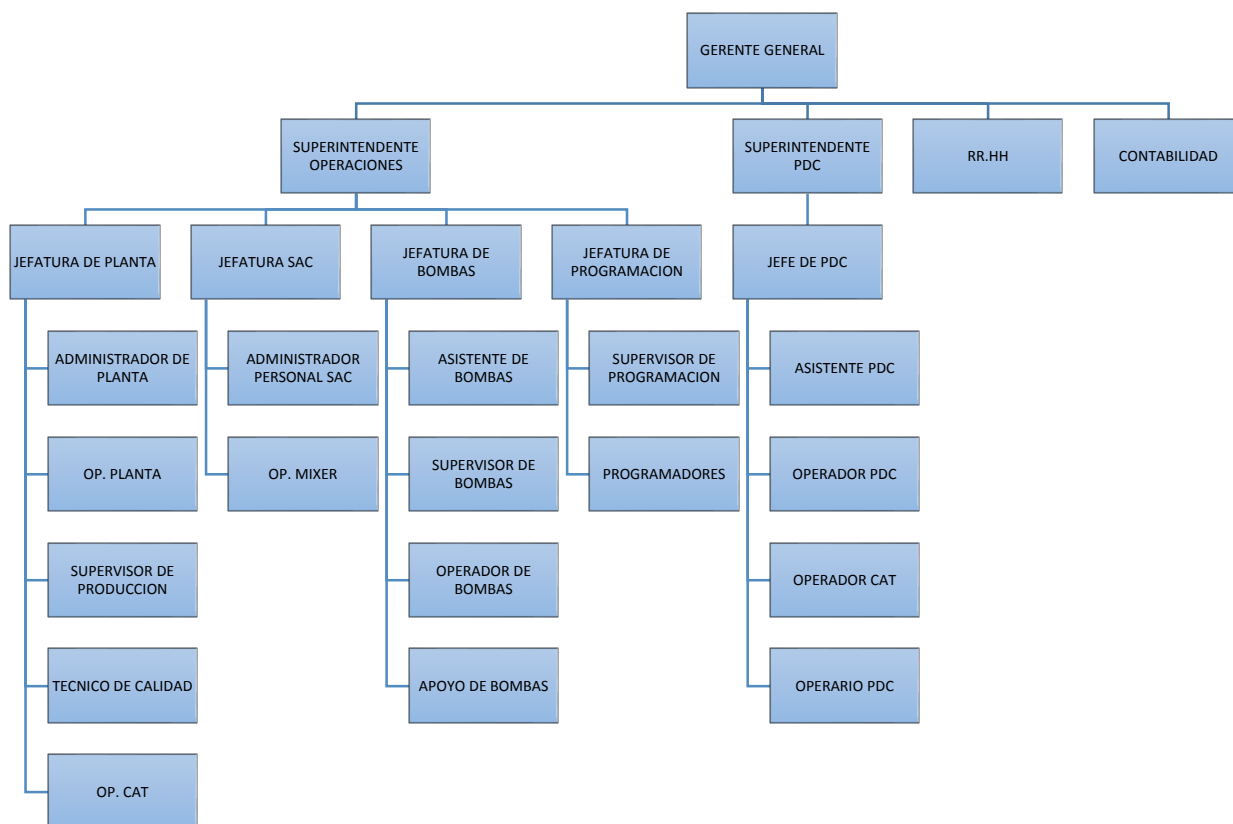 GERENTE GENERAL
SUPERINTENDENTE
OPERACIONES
SUPERINTENDENTE
PDC
RR.HH
CONTABILIDAD
JEFATURA DE PLANTA
JEFATURA SAC
JEFATURA DE
BOMBAS
JEFATURA DE
PROGRAMACION
JEFE DE PDC
ADMINISTRADOR DE
PLANTA
ADMINISTRADOR
PERSONAL SAC
ASISTENTE DE
BOMBAS
SUPERVISOR DE
PROGRAMACION
ASISTENTE PDC
OP. PLANTA
OP. MIXER
SUPERVISOR DE
BOMBAS
PROGRAMADORES
OPERADOR PDC
SUPERVISOR DE
PRODUCCION
OPERADOR DE
BOMBAS
OPERADOR CAT
TECNICO DE CALIDAD
APOYO DE BOMBAS
OPERARIO PDC
OP. CAT